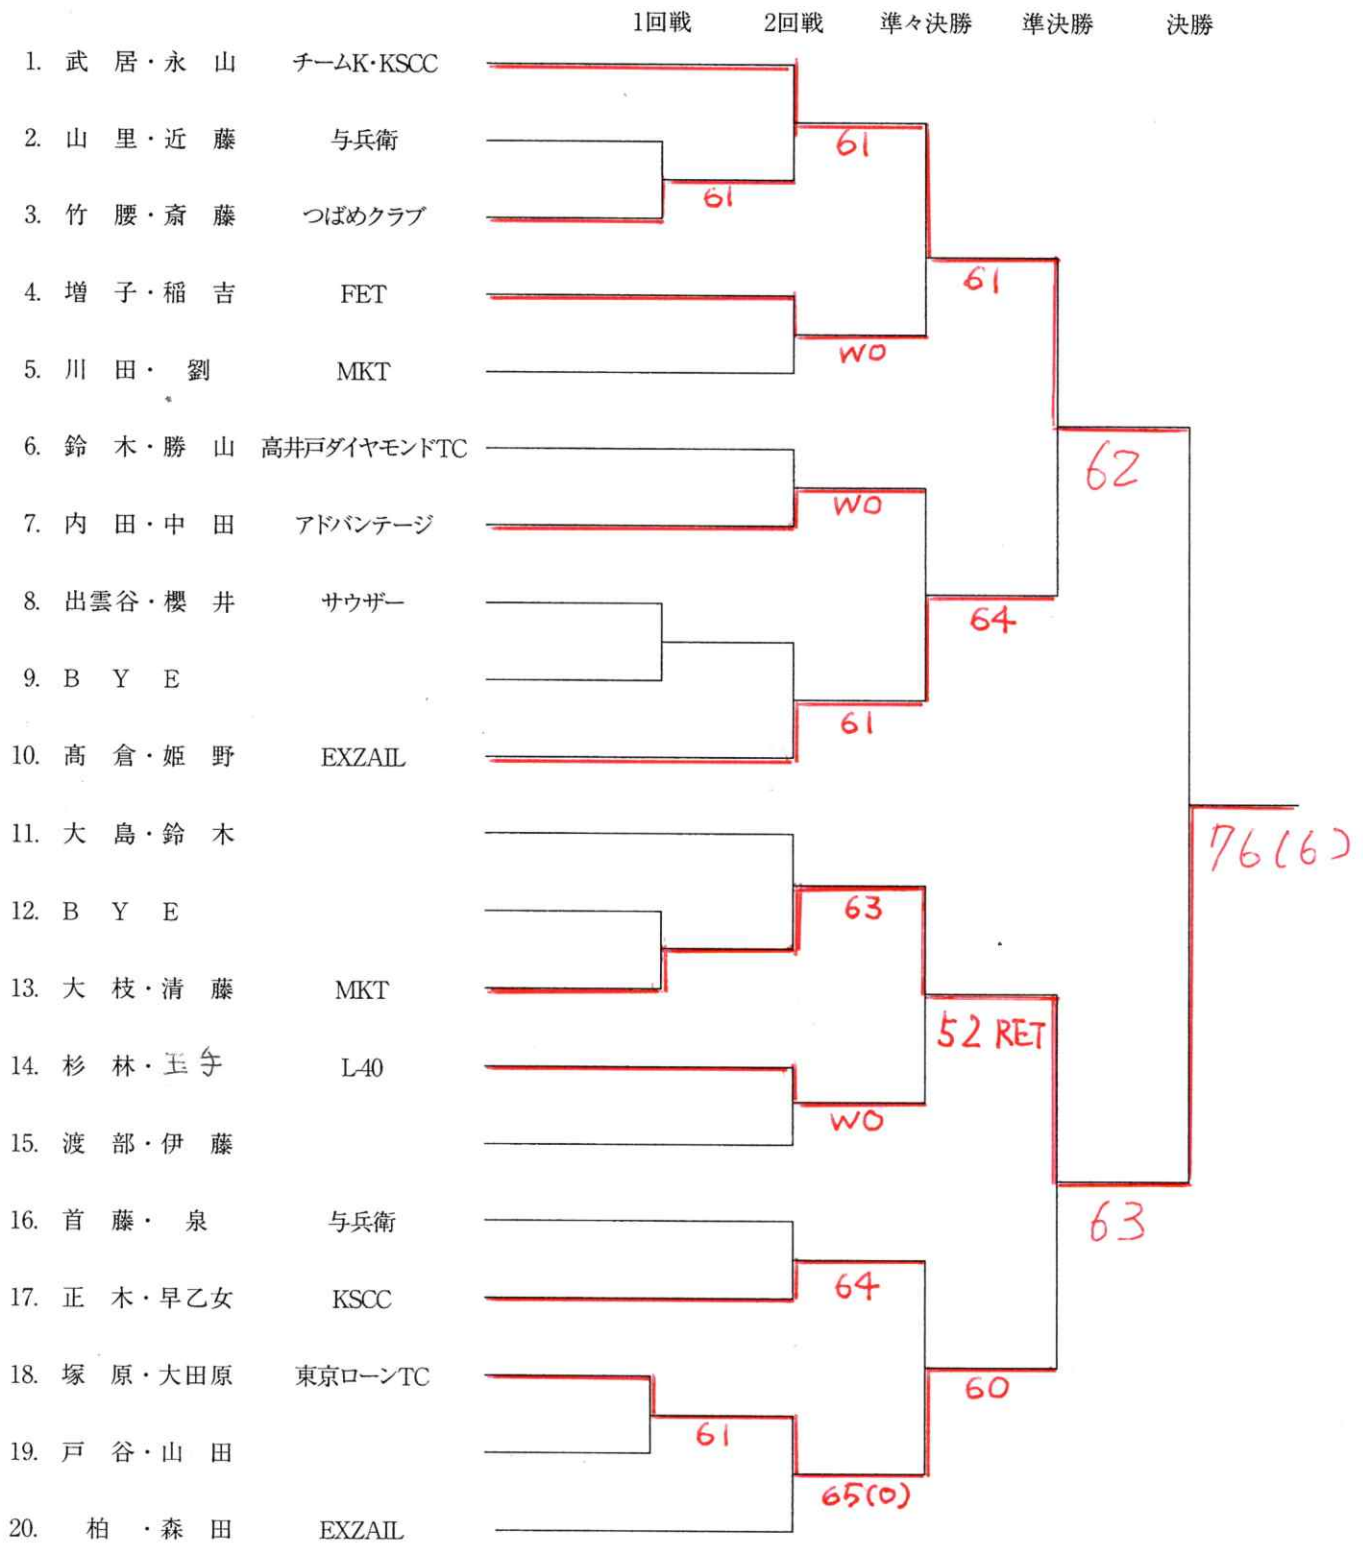 1回戦 2回戦 準々決勝 準決勝 決勝
1. 武 居・永 山 チームK・KSCC
61
2. 山 里・近 藤 与兵衛
61
3. 竹 腰・斎 藤 つばめクラブ
61
4. 増 子・稲 吉 FET
WO
5. 川 田・ 劉 MKT
6. 鈴 木・勝 山 高井戸ダイヤモンドTC
62
WO
7. 内 田・中 田 アドバンテージ
8. 出雲谷・櫻 井 サウザー
64
9. B Y E
61
10. 髙 倉・姫 野 EXZAIL
11. 大 島・鈴 木
76(6)
12. B Y E
63
13. 大 枝・清 藤 MKT
52 RET
14. 杉 林・玉手 L-40
WO
15. 渡 部・伊 藤
16. 首 藤・ 泉 与兵衛
63
64
17. 正 木・早乙女 KSCC
18. 塚 原・大田原 東京ローンTC
60
61
19. 戸 谷・山 田
65(0)
20. 柏 ・森 田 EXZAIL